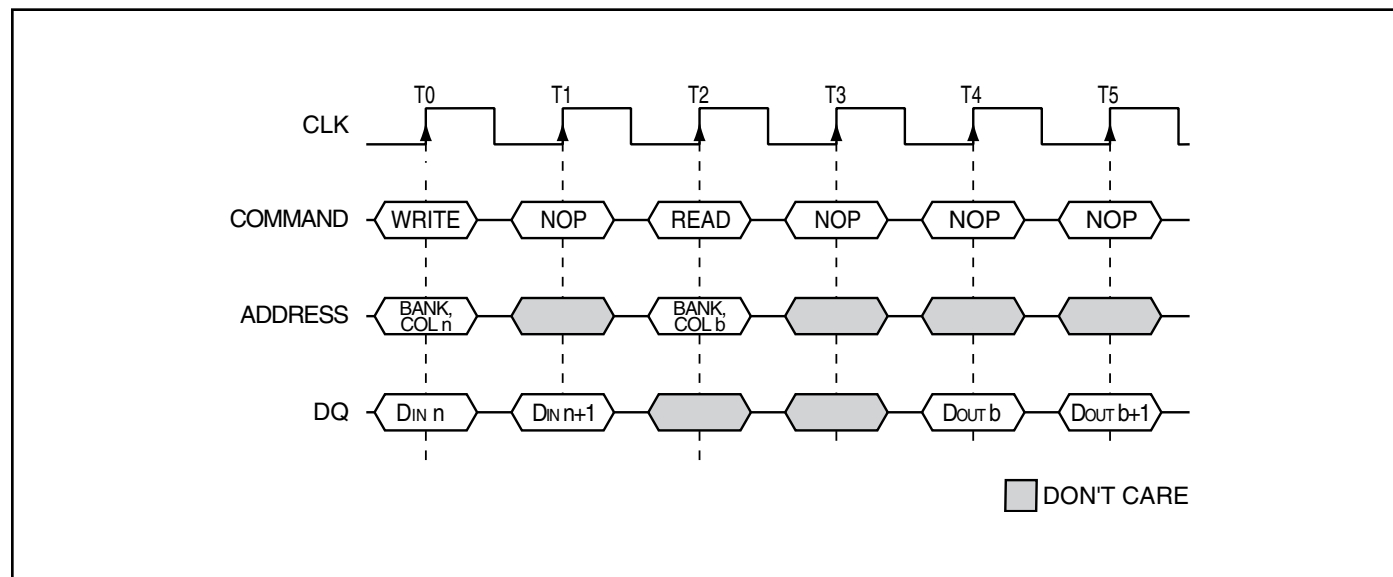 T0 T1 T2 T3 T4 T5
CLK
COMMAND WRITE NOP READ NOP NOP NOP
ADDRESS BANK, COL n BANK, COL b
DQ DIN n DIN n+1 DOUT b DOUT b+1
DON'T CARE